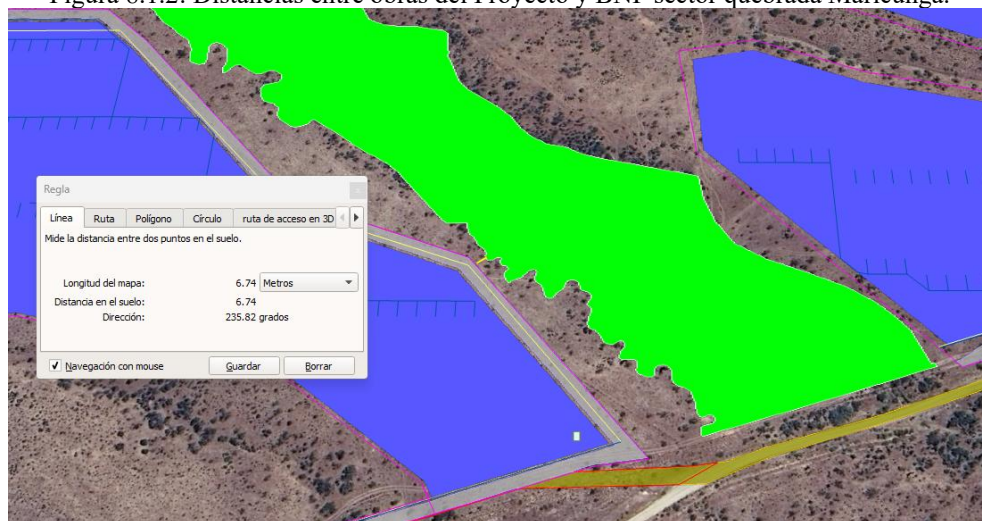 Figura 6.1.2. Distancias entre obras del Proyecto y BNP sector quebrada Maricunga.
Regla
Línea Ruta Polígono Círculo ruta de acceso en 3D
Mide la distancia entre dos puntos en el suelo.
Longitud del mapa: 6.74 Metros
Distancia en el suelo: 6.74
Dirección: 235.82 grados
Navegación con mouse Guardar Borrar